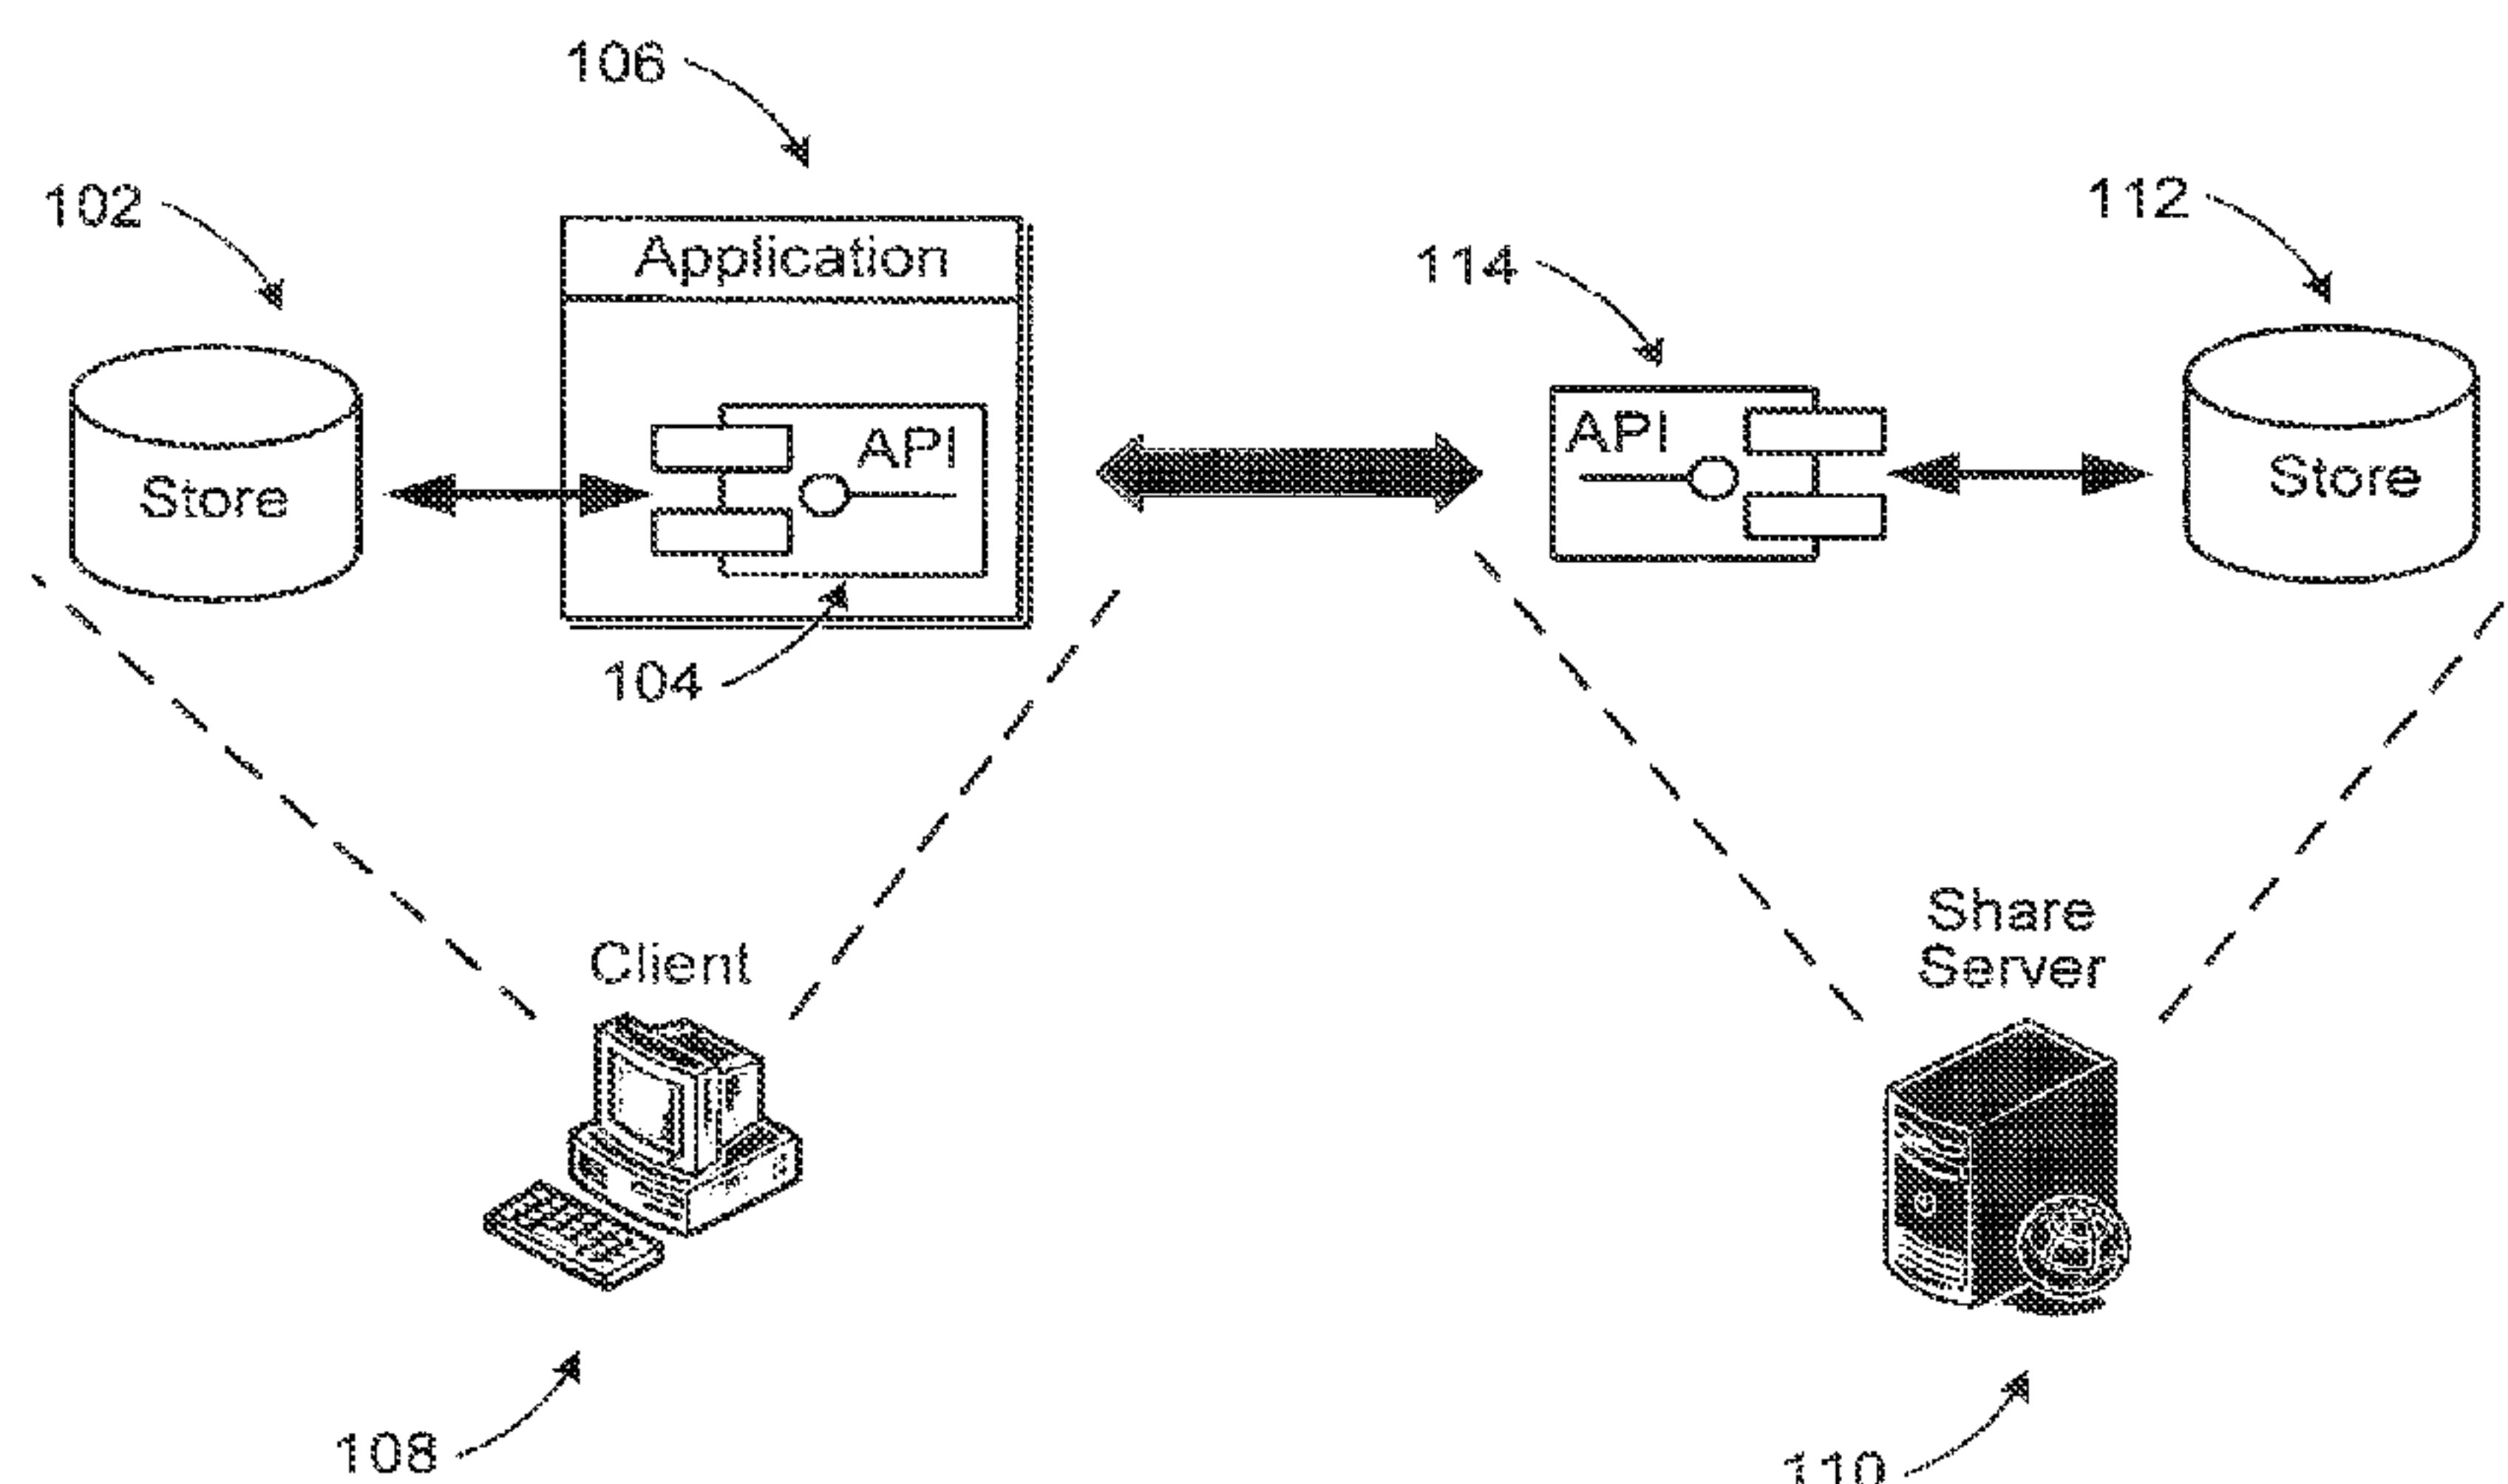 106
102
112
Application
114
API
API
Store
Store
104
Share
Server
Client
108
110